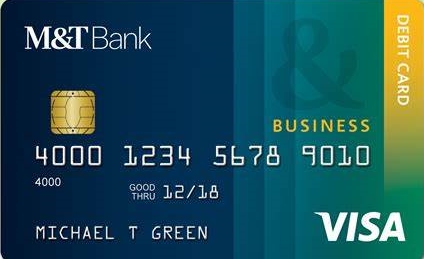 M&T Bank
DEBIT CARD
&
BUSINESS
4000 1234 5678 9010
4000
GOOD THRU 12/18
MICHAEL T GREEN
VISA